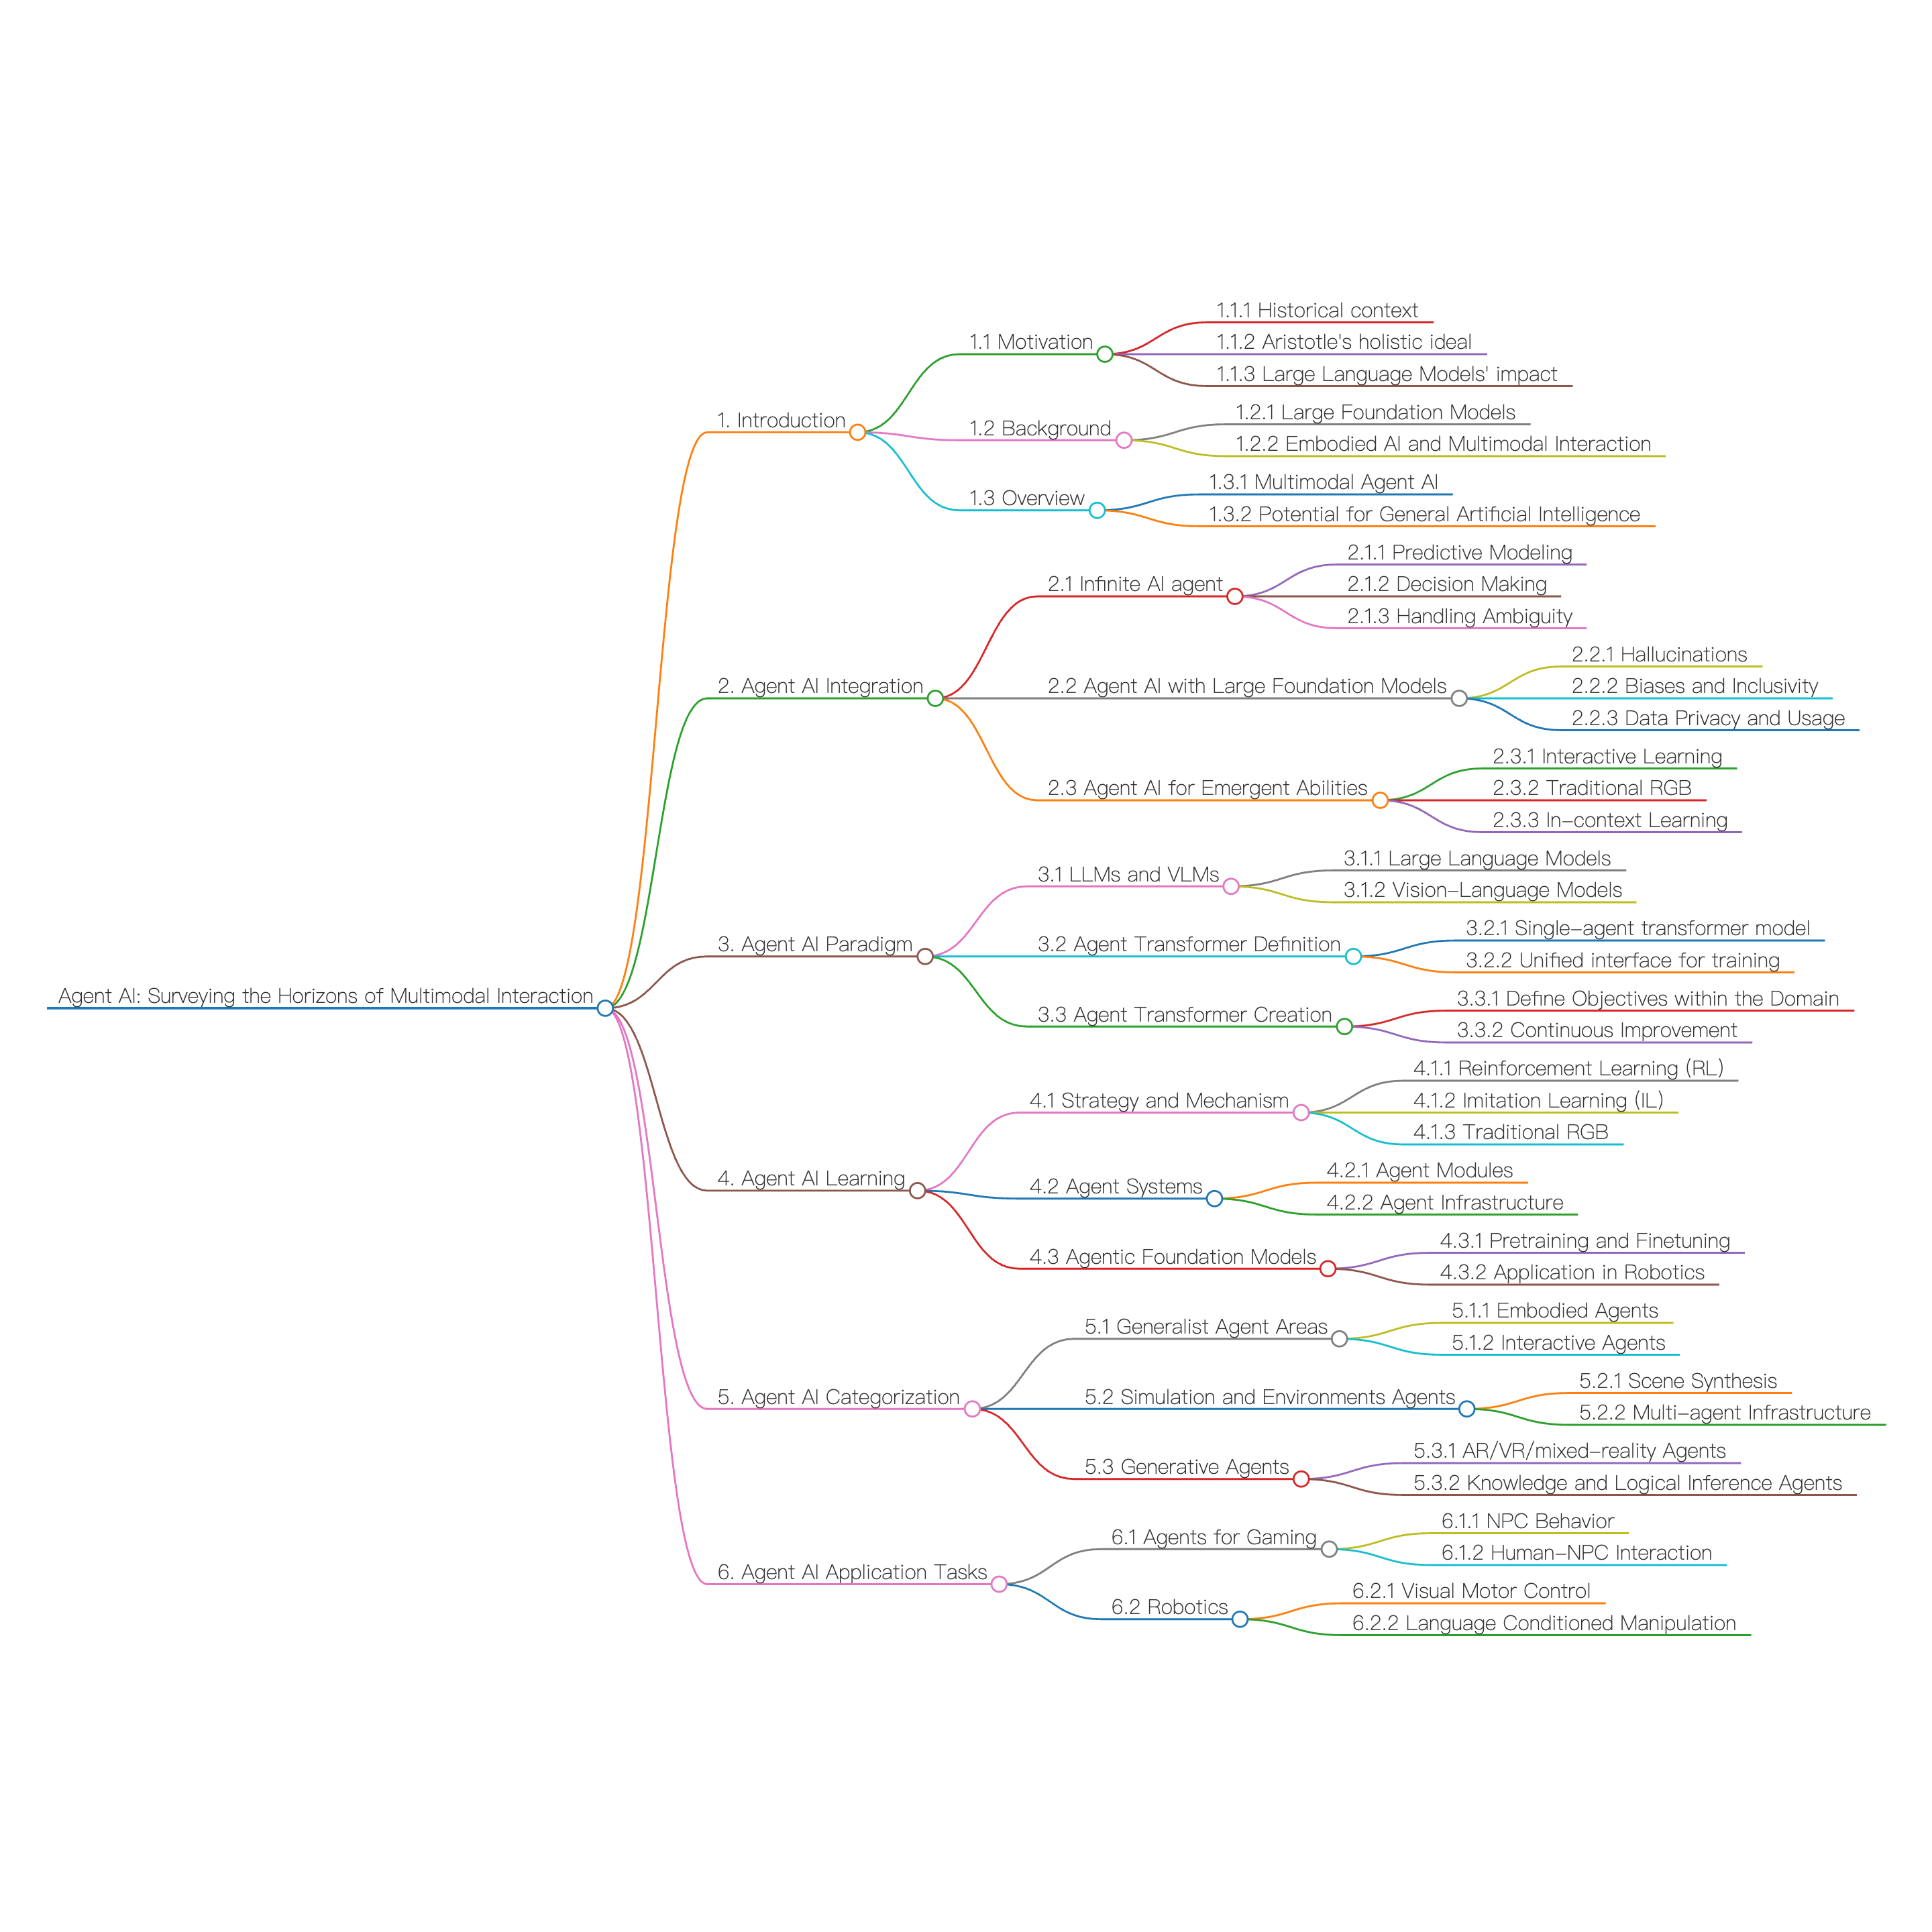 Agent AI: Surveying the Horizons of Multimodal Interaction
1. Introduction
1.1 Motivation
1.1.1 Historical context
1.1.2 Aristotle's holistic ideal
1.1.3 Large Language Models' impact
1.2 Background
1.2.1 Large Foundation Models
1.2.2 Embodied AI and Multimodal Interaction
1.3 Overview
1.3.1 Multimodal Agent AI
1.3.2 Potential for General Artificial Intelligence
2. Agent AI Integration
2.1 Infinite AI agent
2.1.1 Predictive Modeling
2.1.2 Decision Making
2.1.3 Handling Ambiguity
2.2 Agent AI with Large Foundation Models
2.2.1 Hallucinations
2.2.2 Biases and Inclusivity
2.2.3 Data Privacy and Usage
2.3 Agent AI for Emergent Abilities
2.3.1 Interactive Learning
2.3.2 Traditional RGB
2.3.3 In-context Learning
3. Agent AI Paradigm
3.1 LLMs and VLMs
3.1.1 Large Language Models
3.1.2 Vision-Language Models
3.2 Agent Transformer Definition
3.2.1 Single-agent transformer model
3.2.2 Unified interface for training
3.3 Agent Transformer Creation
3.3.1 Define Objectives within the Domain
3.3.2 Continuous Improvement
4. Agent AI Learning
4.1 Strategy and Mechanism
4.1.1 Reinforcement Learning (RL)
4.1.2 Imitation Learning (IL)
4.1.3 Traditional RGB
4.2 Agent Systems
4.2.1 Agent Modules
4.2.2 Agent Infrastructure
4.3 Agentic Foundation Models
4.3.1 Pretraining and Finetuning
4.3.2 Application in Robotics
5. Agent AI Categorization
5.1 Generalist Agent Areas
5.1.1 Embodied Agents
5.1.2 Interactive Agents
5.2 Simulation and Environments Agents
5.2.1 Scene Synthesis
5.2.2 Multi-agent Infrastructure
5.3 Generative Agents
5.3.1 AR/VR/mixed-reality Agents
5.3.2 Knowledge and Logical Inference Agents
6. Agent AI Application Tasks
6.1 Agents for Gaming
6.1.1 NPC Behavior
6.1.2 Human-NPC Interaction
6.2 Robotics
6.2.1 Visual Motor Control
6.2.2 Language Conditioned Manipulation